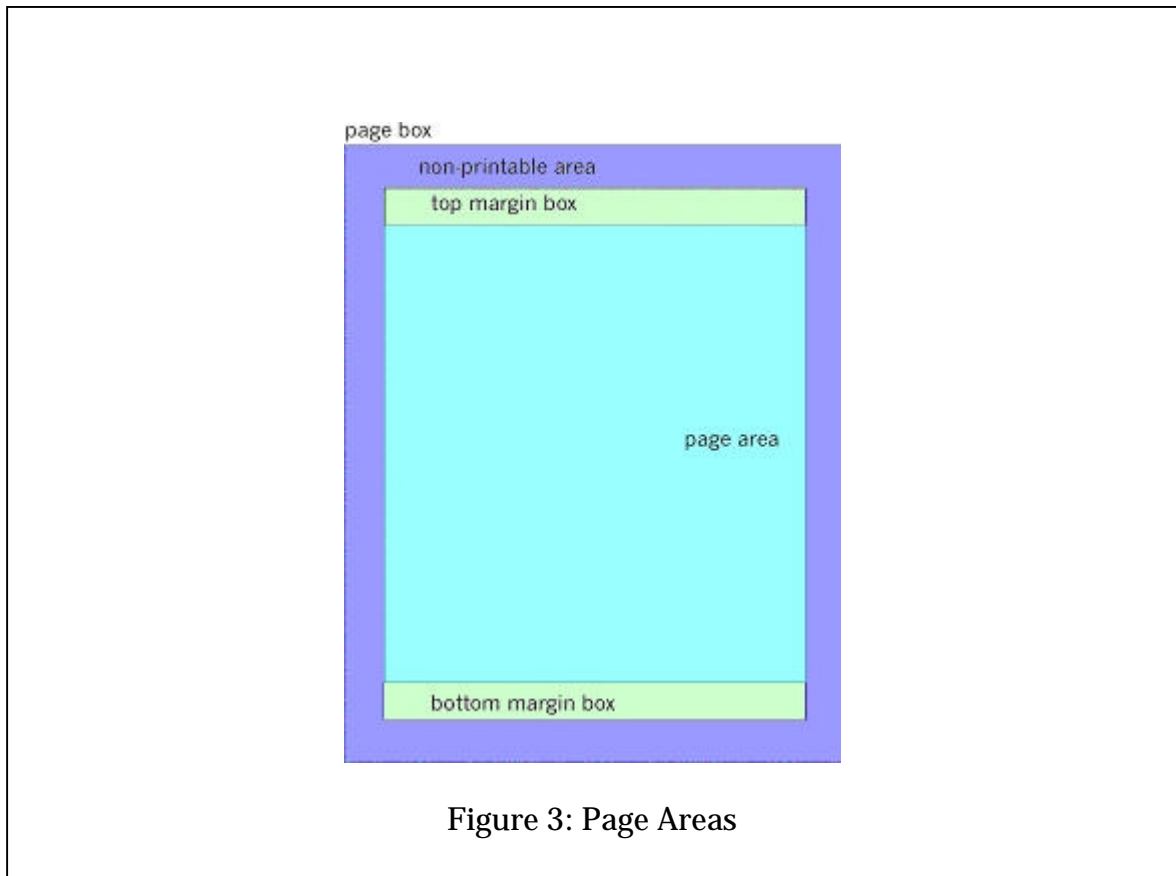 page box
non-printable area
top margin box
page area
bottom margin box
Figure 3: Page Areas